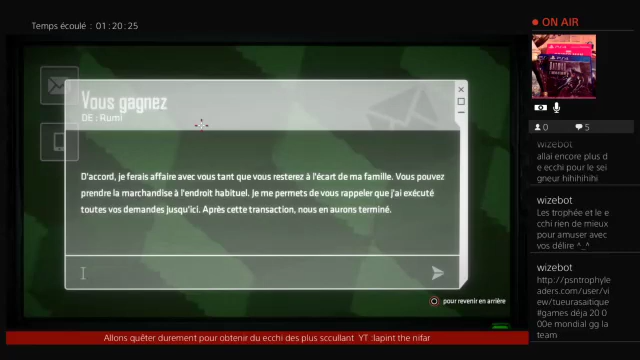 Temps écoulé : 01:20:25
ON AIR
Vous gagnez
DE : Rumi
D'accord, je ferais affaire avec vous tant que vous resterez à l'écart de ma famille. Vous pouvez
prendre la marchandise à l'endroit habituel. Je me permets de vous rappeler que j'ai exécuté
toutes vos demandes jusqu'ici. Après cette transaction, nous en aurons terminé.
pour revenir en arrière
Allons quêter durement pour obtenir du ecchi des plus sccullant YT :lapint the nifar
0
5
wizebot
allai encore plus d
e ecchi pour le sei
gneur hihihihihi
wizebot
Les trophée et le e
cchi rien de mieux
pour amuser avec
vos délire ^_^
wizebot
http://psntrophyle
aders.com/user/vi
ew/tueurasaitique
#games déja 20 0
00e mondial gg la
team